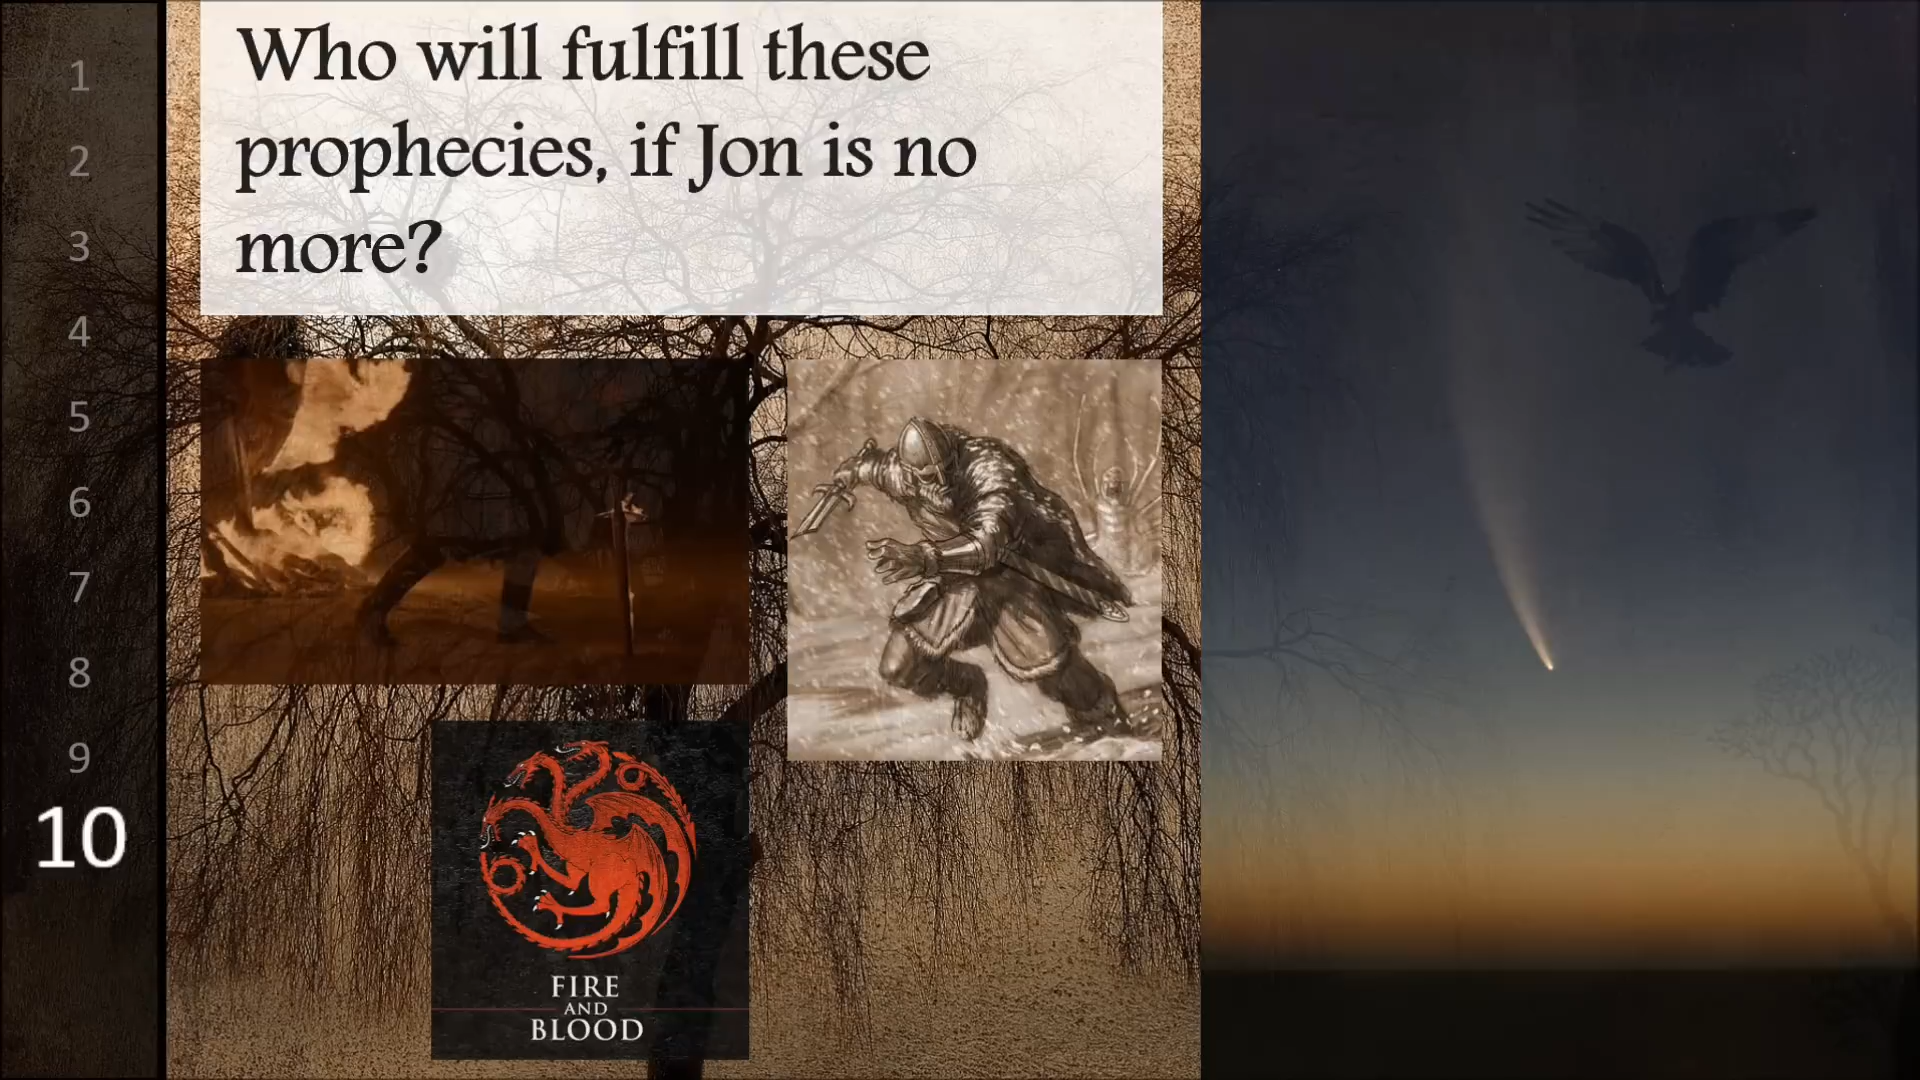 Who will fulfill these
prophecies, if Jon is no
more?
1
2
3
4
5
6
7
8
9
10
FIRE
AND
BLOOD